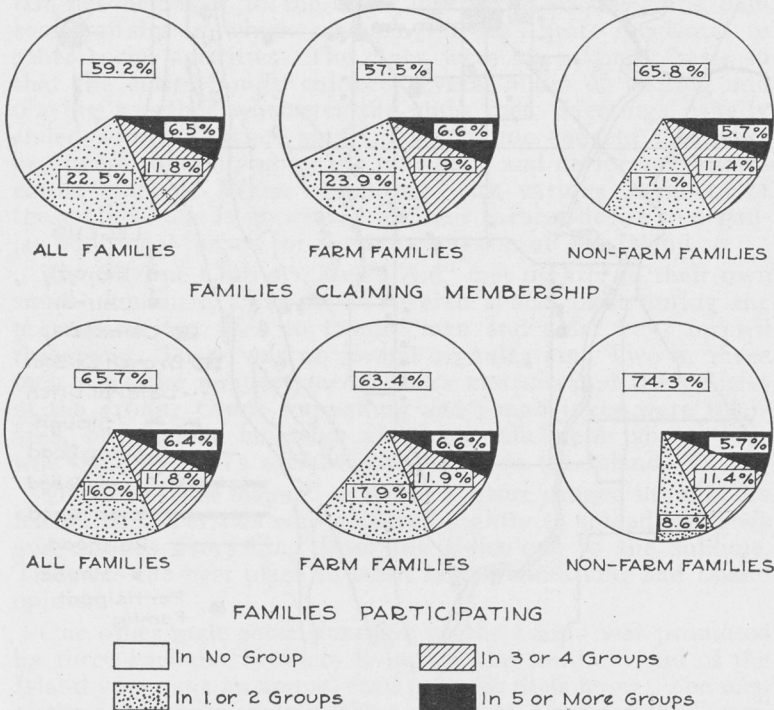 59.2% 57.5% 65.8%
6.5% 6.6% 5.7%
11.8% 11.9% 11.4%
22.5% 23.9% 17.1%
ALL FAMILIES FARM FAMILIES NON-FARM FAMILIES
FAMILIES CLAIMING MEMBERSHIP
65.7% 63.4% 74.3%
6.4% 6.6% 5.7%
11.8% 11.9% 11.4%
16.0% 17.9% 8.6%
ALL FAMILIES FARM FAMILIES NON-FARM FAMILIES
FAMILIES PARTICIPATING
In No Group In 3 or 4 Groups
In 1 or 2 Groups In 5 or More Groups